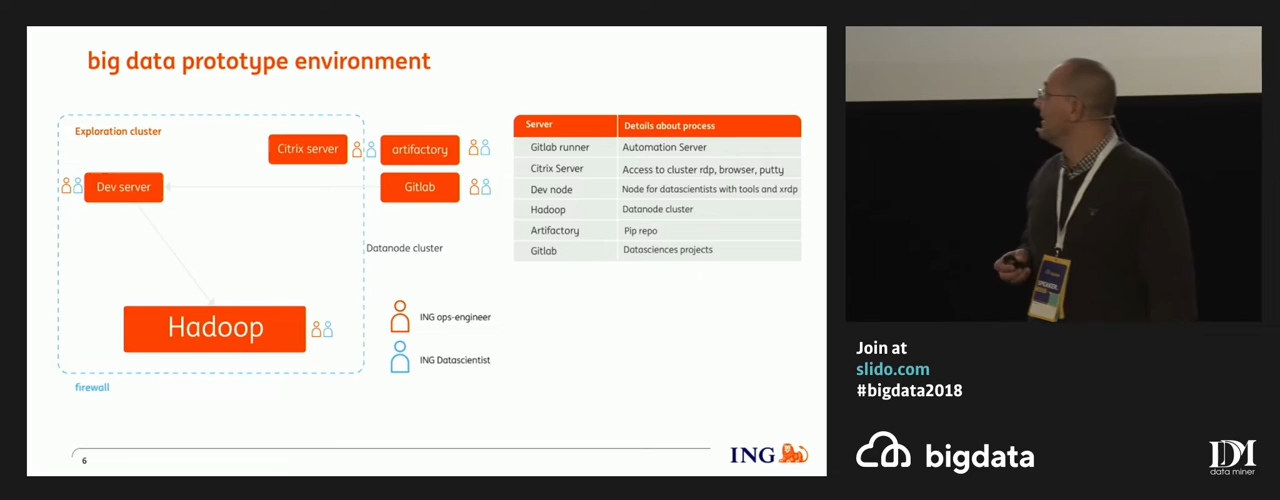 big data prototype environment
Exploration cluster
Citrix server
artifactory
Dev server
Gitlab
Datanode cluster
Hadoop
ING ops-engineer
ING Datascientist
firewall
Server Details about process
Gitlab runner Automation Server
Citrix Server Access to cluster rdp, browser, putty
Dev node Node for datascientists with tools and xrdp
Hadoop Datanode cluster
Artifactory Pip repo
Gitlab Datasciences projects
6
ING
SPEAKER
Join at
slido.com
#bigdata2018
bigdata
DM
data miner